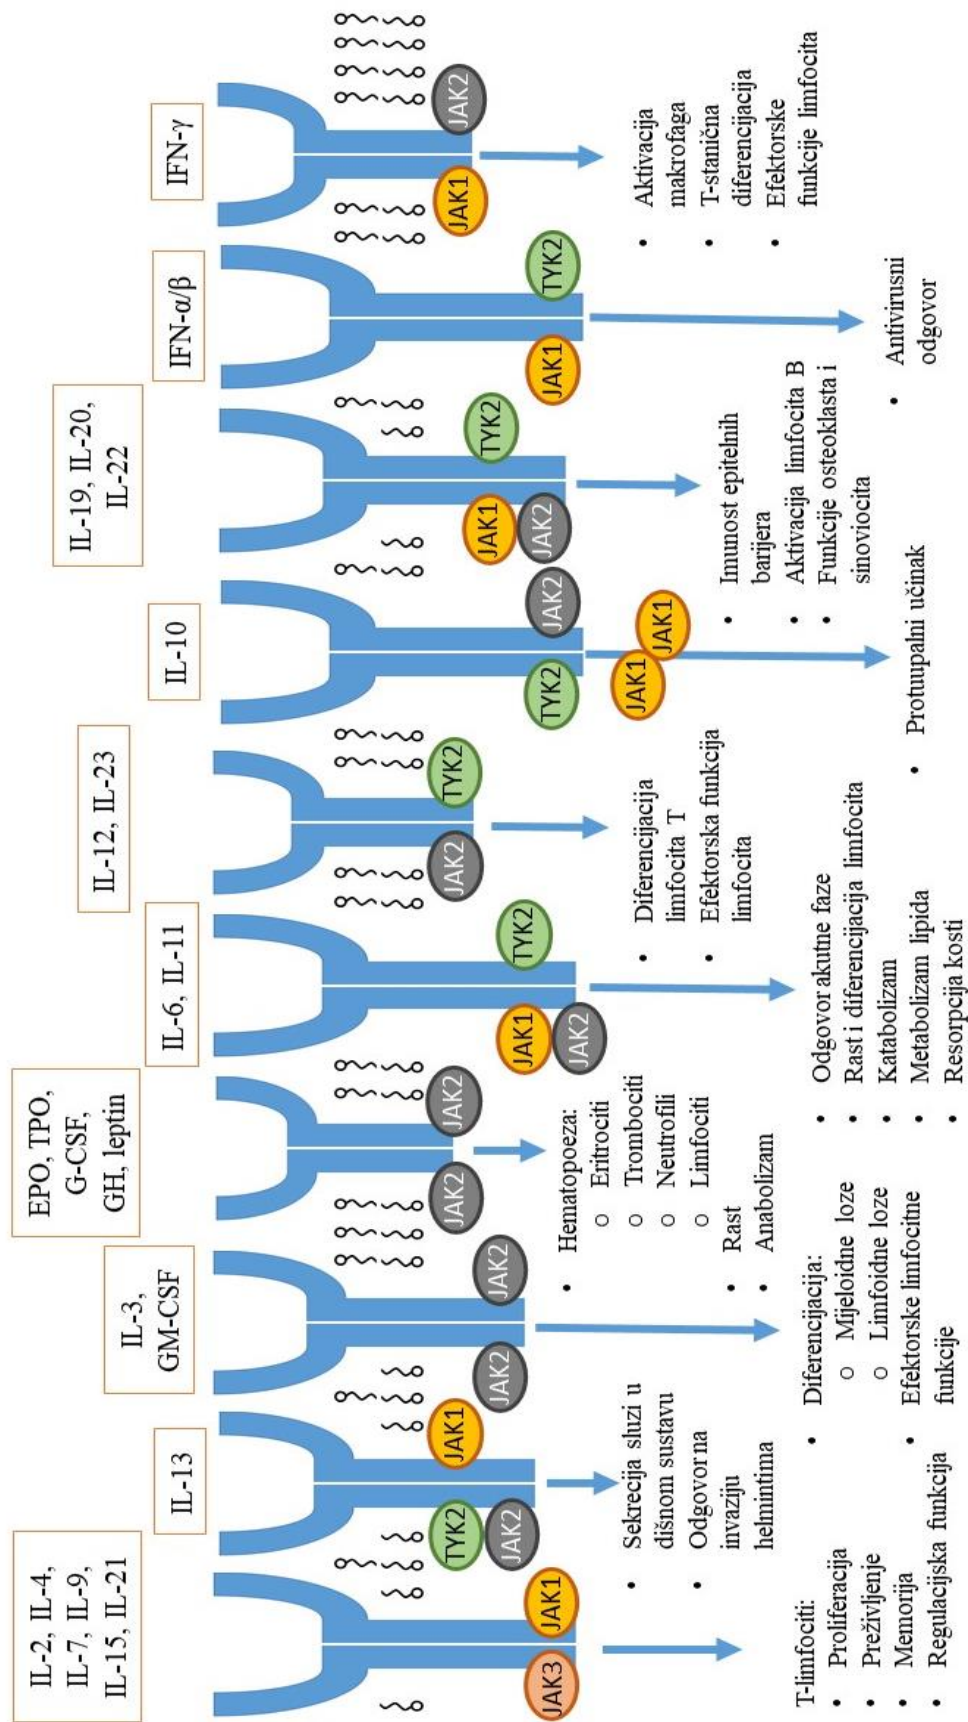 IL-2, IL-4,
IL-7, IL-9,
IL-15, IL-21
JAK3
JAK1
T-limfociti:
• Proliferacija
• Preživljenje
• Memorija
• Regulacijska funkcija
IL-13
TYK2
JAK2
JAK1
• Sekrecija sluzi u
dišnom sustavu
• Odgovor na
invaziju
helmintima
IL-3,
GM-CSF
JAK2
JAK2
• Diferencijacija:
o Mijeloidne loze
o Limfoidne loze
• Efektorske limfocitne
funkcije
EPO, TPO,
G-CSF,
GH, leptin
JAK2
JAK2
• Hematopoeza:
o Eritrociti
o Trombociti
o Neutrofili
o Limfociti
• Rast
• Anabolizam
IL-6, IL-11
JAK1
JAK2
TYK2
• Odgovor akutne faze
• Rast i diferencijacija limfocita
• Katabolizam
• Metabolizam lipida
• Resorpcija kosti
IL-12, IL-23
JAK2
TYK2
• Diferencijacija
limfocita T
• Efektorska funkcija
limfocita
IL-10
TYK2
JAK2
JAK1
JAK1
• Protuupalni učinak
IL-19, IL-20,
IL-22
JAK1
JAK2
TYK2
• Imunost epitelnih
barijera
• Aktivacija limfocita B
• Funkcije osteoklasta i
sinoviocita
IFN-α/β
JAK1
TYK2
• Antivirusni
odgovor
IFN-γ
JAK1
JAK2
• Aktivacija
makrofaga
• T-stanična
diferencijacija
• Efektorske
funkcije limfocita